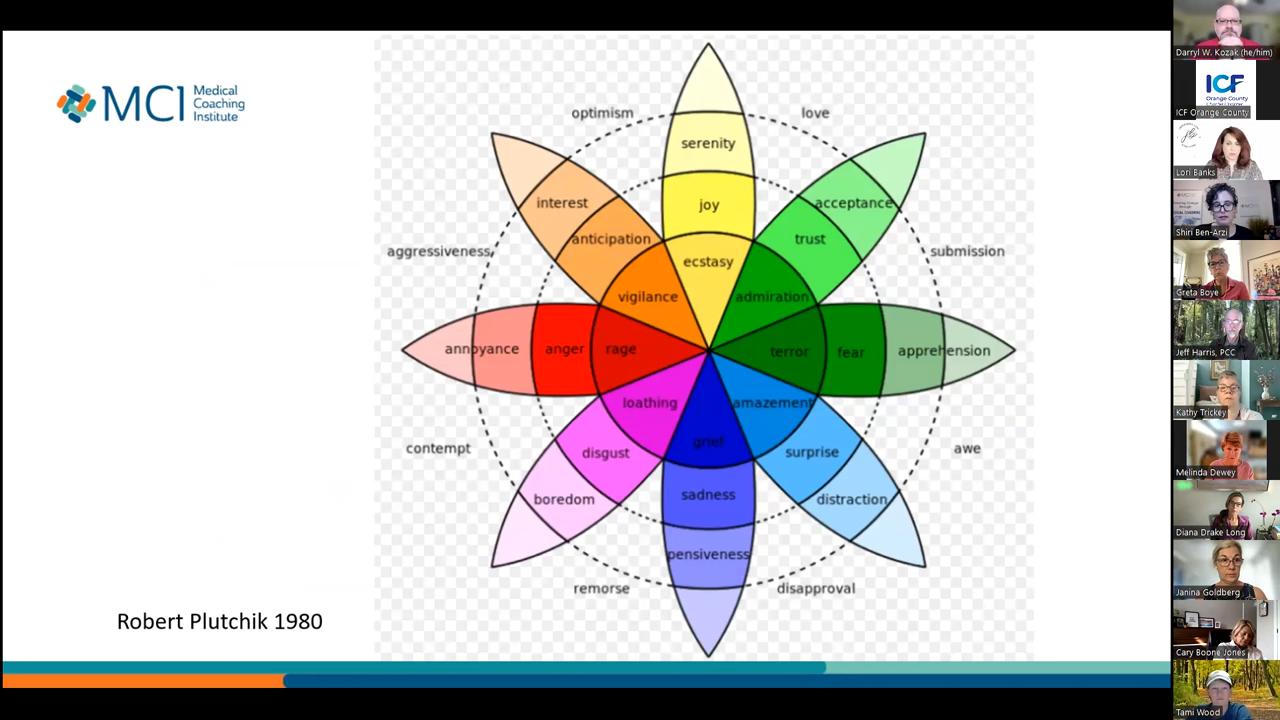 MCI Medical
Coaching
Institute
optimism
love
serenity
interest
joy
acceptance
anticipation
trust
aggressiveness
submission
ecstasy
vigilance
admiration
annoyance
anger
rage
terror
fear
apprehension
loathing
amazement
grief
contempt
awe
disgust
surprise
boredom
sadness
distraction
pensiveness
remorse
disapproval
Robert Plutchik 1980
Darryl W. Kozak (he/him)
ICF
Orange County
ICF Orange County
Lori Banks
Shiri Ben-Arzi
Greta Boye
Jeff Harris, PCC
Kathy Trickey
Melinda Dewey
Diana Drake Long
Janina Goldberg
Cary Boone Jones
Tami Wood